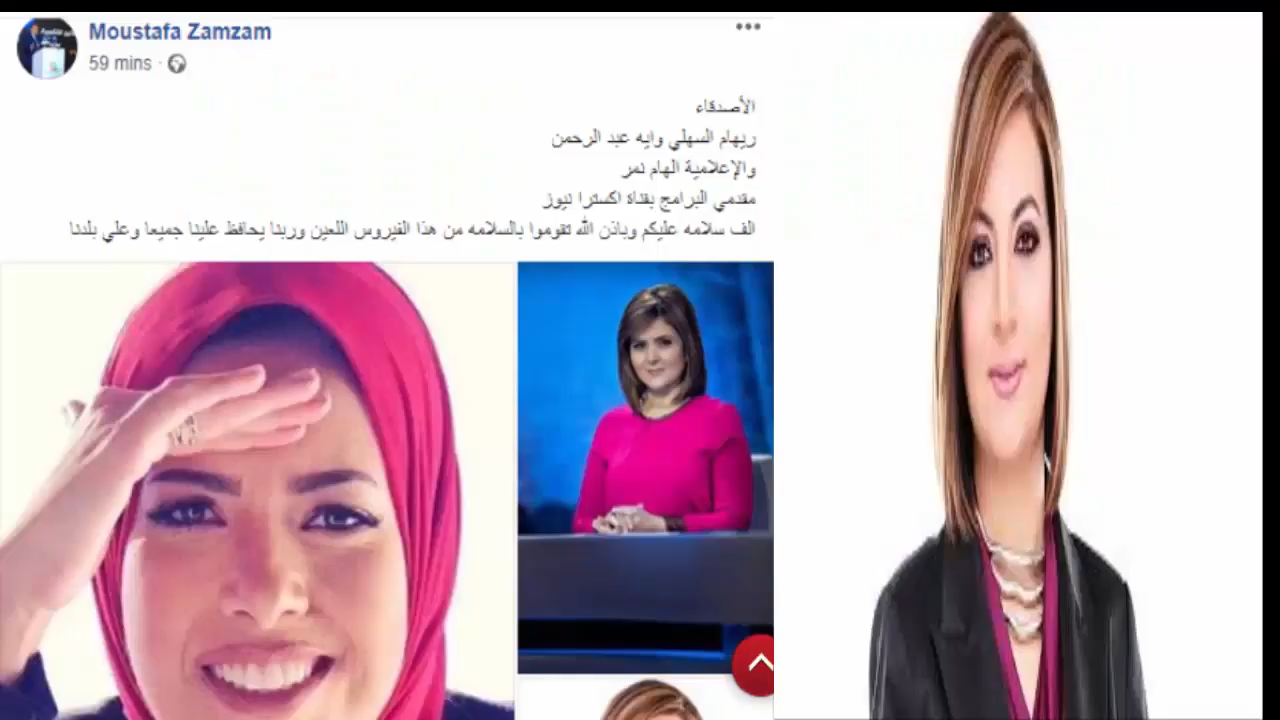 Moustafa Zamzam
59 mins ·
الأصدقاء
ريهام السهلي وايه عبد الرحمن
والإعلامية الهام نمر
مقدمي البرامج بقناة اكسترا نيوز
الف سلامه عليكم وباذن الله تقوموا بالسلامه من هذا الفيروس اللعين وربنا يحافظ علينا جميعا وعلي بلدنا